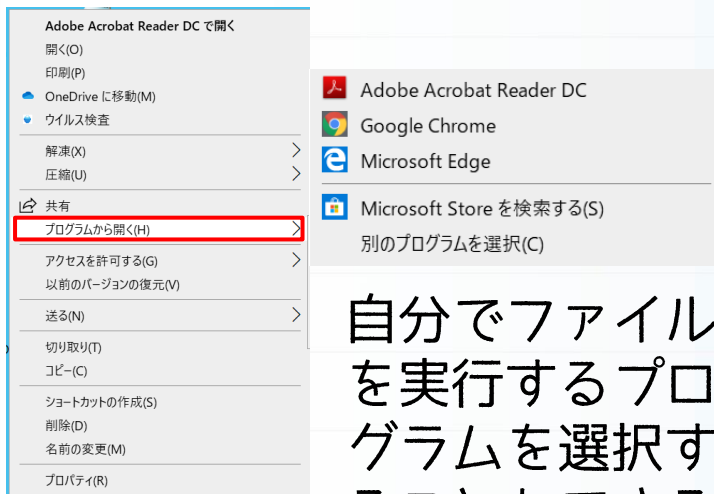 Adobe Acrobat Reader DC で開く
開く(O)
印刷(P)
OneDrive に移動(M)
ウイルス検査
解凍(X)
圧縮(U)
共有
プログラムから開く(H)
アクセスを許可する(G)
以前のバージョンの復元(V)
送る(N)
切り取り(T)
コピー(C)
ショートカットの作成(S)
削除(D)
名前の変更(M)
プロパティ(R)
Adobe Acrobat Reader DC
Google Chrome
Microsoft Edge
Microsoft Store を検索する(S)
別のプログラムを選択(C)
自分でファイル
を実行するプロ
グラムを選択す